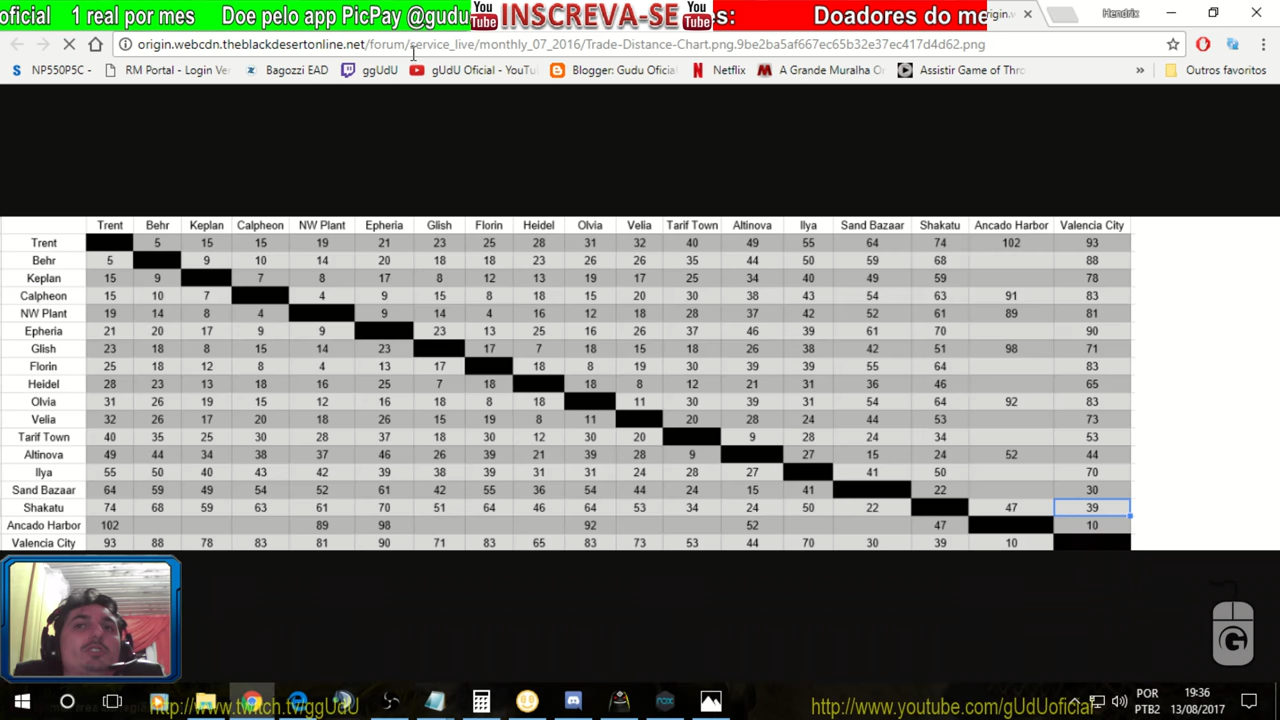 oficial 1 real por mes Doe pelo app PicPay @gudu You Tube INSCREVA-SE You Tube s: Doadores do me
origin.w Hendrix
origin.webcdn.theblackdesertonline.net/forum/service_live/monthly_07_2016/Trade-Distance-Chart.png.9be2ba5af667ec65b32e37ec417d4d62.png
NP550P5C - RM Portal - Login Ver Bagozzi EAD ggUdU gUdU Oficial - YouTu Blogger: Gudu Oficial Netflix A Grande Muralha On Assistir Game of Thro » Outros favoritos
Trent Behr Keplan Calpheon NW Plant Epheria Glish Florin Heidel Olvia Velia Tarif Town Altinova Ilya Sand Bazaar Shakatu Ancado Harbor Valencia City
Trent 5 15 15 19 21 23 25 28 31 32 40 49 55 64 74 102 93
Behr 5 9 10 14 20 18 18 23 26 26 35 44 50 59 68 88
Keplan 15 9 7 8 17 8 12 13 19 17 25 34 40 49 59 78
Calpheon 15 10 7 4 9 15 8 18 15 20 30 38 43 54 63 91 83
NW Plant 19 14 8 4 9 14 4 16 12 18 28 37 42 52 61 89 81
Epheria 21 20 17 9 9 23 13 25 16 26 37 46 39 61 70 90
Glish 23 18 8 15 14 23 17 7 18 15 18 26 38 42 51 98 71
Florin 25 18 12 8 4 13 17 18 8 19 30 39 39 55 64 83
Heidel 28 23 13 18 16 25 7 18 18 8 12 21 31 36 46 65
Olvia 31 26 19 15 12 16 18 8 18 11 30 39 31 54 64 92 83
Velia 32 26 17 20 18 26 15 19 8 11 20 28 24 44 53 73
Tarif Town 40 35 25 30 28 37 18 30 12 30 20 9 28 24 34 53
Altinova 49 44 34 38 37 46 26 39 21 39 28 9 27 15 24 52 44
Ilya 55 50 40 43 42 39 38 39 31 31 24 28 27 41 50 70
Sand Bazaar 64 59 49 54 52 61 42 55 36 54 44 24 15 41 22 30
Shakatu 74 68 59 63 61 70 51 64 46 64 53 34 24 50 22 47 39
Ancado Harbor 102 89 98 92 52 47 10
Valencia City 93 88 78 83 81 90 71 83 65 83 73 53 44 70 30 39 10
G
http://www.twitch.tv/ggUdU http://www.youtube.com/gUdUoficial
POR
PTB2
19:36
13/08/2017